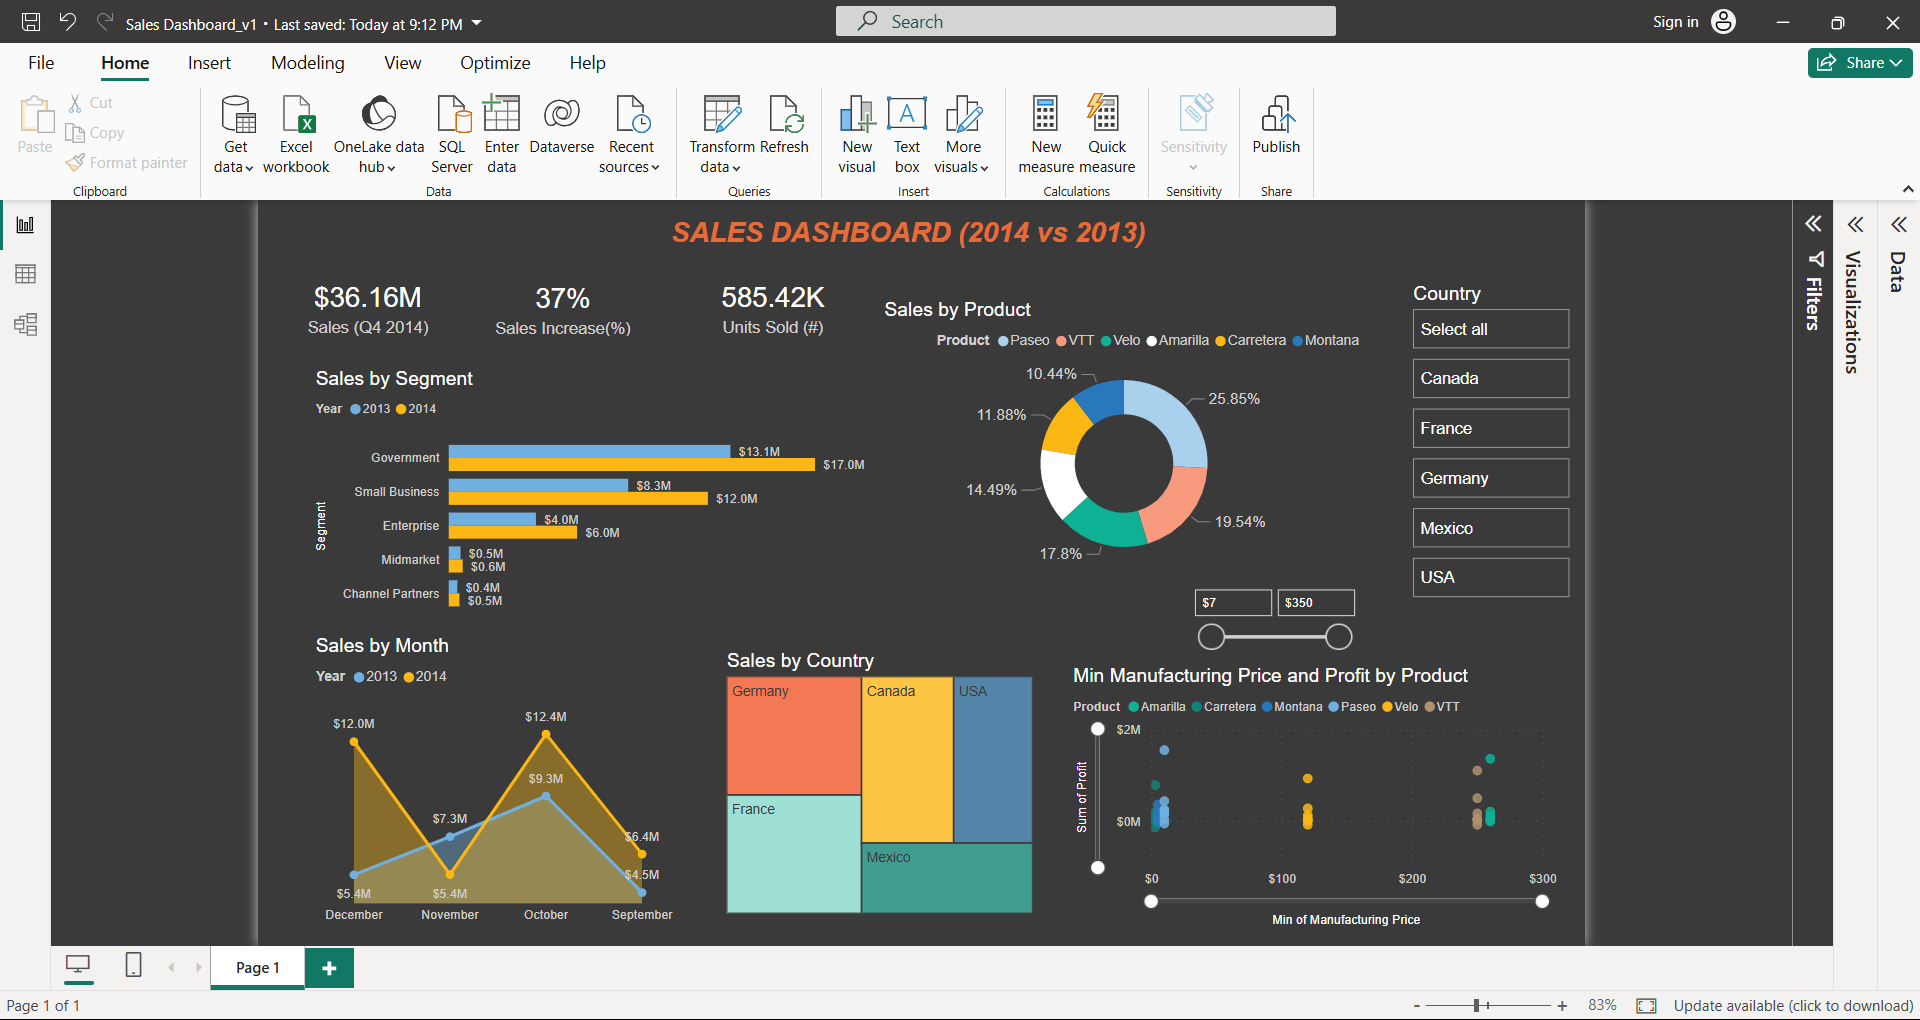 Sales Dashboard_v1 • Last saved: Today at 9:12 PM
Search
Sign in
File Home Insert Modeling View Optimize Help
Share
Paste
Cut
Copy
Format painter
Clipboard
Get data
Excel workbook
OneLake data hub
SQL Server
Enter data
Dataverse
Recent sources
Data
Transform data
Refresh
Queries
New visual
Text box
More visuals
Insert
New measure
Quick measure
Calculations
Sensitivity
Sensitivity
Publish
Share
SALES DASHBOARD (2014 vs 2013)
$36.16M
Sales (Q4 2014)
37%
Sales Increase(%)
585.42K
Units Sold (#)
Sales by Segment
Year 2013 2014
Segment
Government $13.1M $17.0M
Small Business $8.3M $12.0M
Enterprise $4.0M $6.0M
Midmarket $0.5M $0.6M
Channel Partners $0.4M $0.5M
Sales by Product
Product Paseo VTT Velo Amarilla Carretera Montana
10.44%
25.85%
11.88%
14.49%
19.54%
17.8%
Country
Select all
Canada
France
Germany
Mexico
USA
$7 $350
Sales by Month
Year 2013 2014
$12.0M
$12.4M
$9.3M
$7.3M
$6.4M
$4.5M
$5.4M
$5.4M
December November October September
Sales by Country
Germany
Canada
USA
France
Mexico
Min Manufacturing Price and Profit by Product
Product Amarilla Carretera Montana Paseo Velo VTT
$2M
Sum of Profit
$0M
$0 $100 $200 $300
Min of Manufacturing Price
Filters
Visualizations
Data
Page 1
+
Page 1 of 1
- + 83%
Update available (click to download)